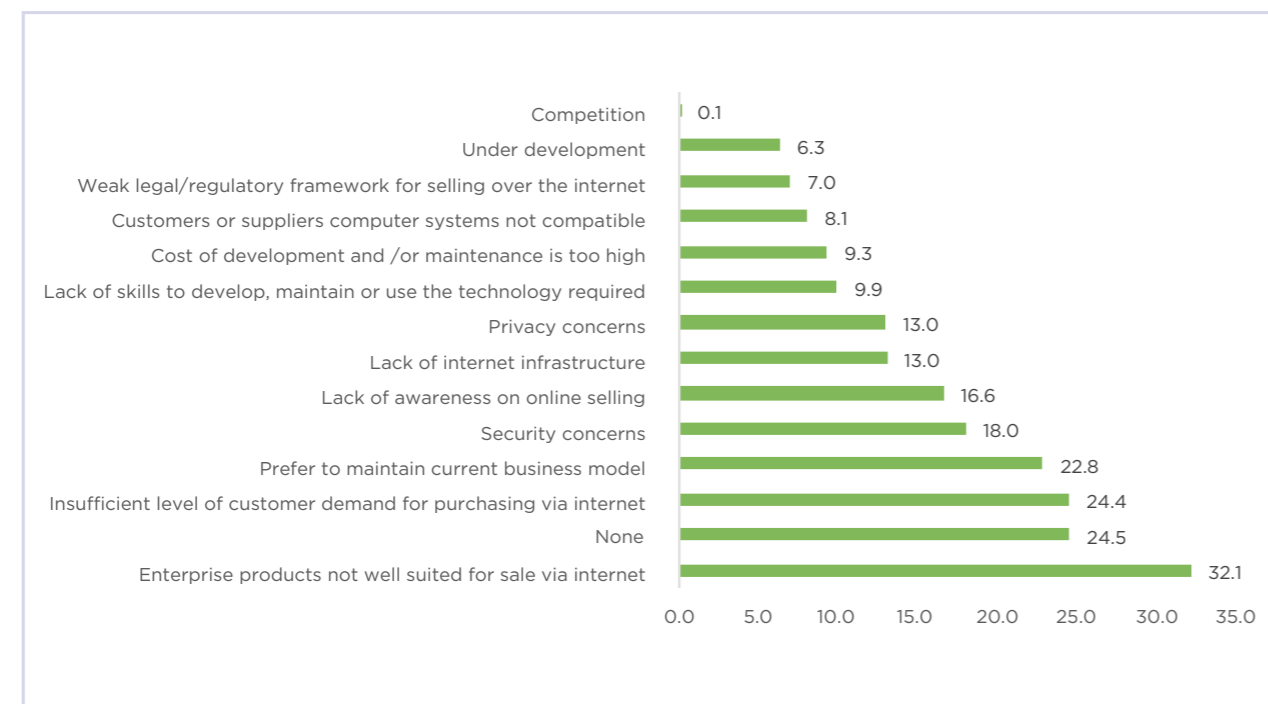 Competition 0.1
Under development 6.3
Weak legal/regulatory framework for selling over the internet 7.0
Customers or suppliers computer systems not compatible 8.1
Cost of development and /or maintenance is too high 9.3
Lack of skills to develop, maintain or use the technology required 9.9
Privacy concerns 13.0
Lack of internet infrastructure 13.0
Lack of awareness on online selling 16.6
Security concerns 18.0
Prefer to maintain current business model 22.8
Insufficient level of customer demand for purchasing via internet 24.4
None 24.5
Enterprise products not well suited for sale via internet 32.1
0.0 5.0 10.0 15.0 20.0 25.0 30.0 35.0